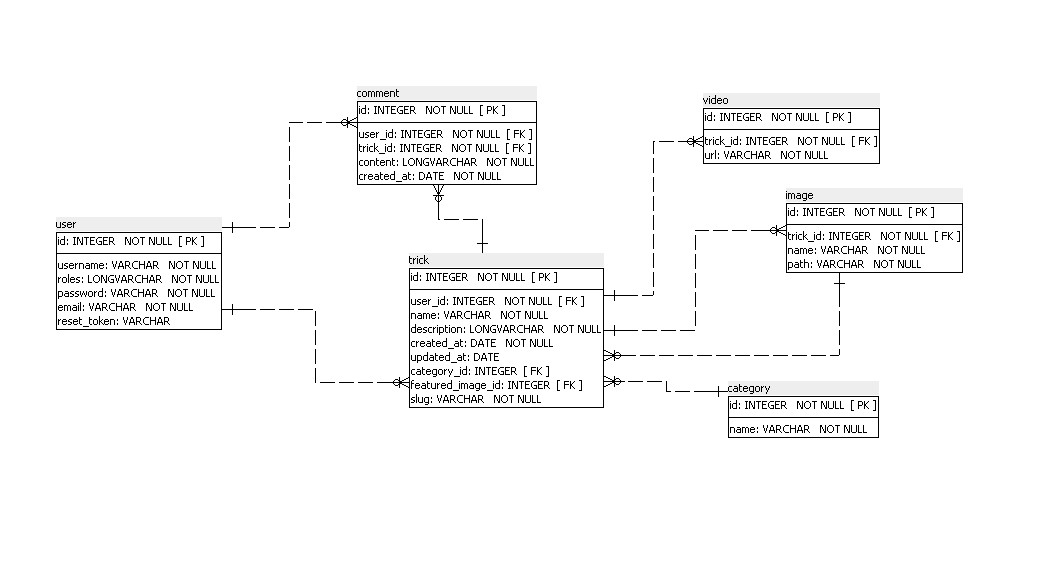 comment
id: INTEGER NOT NULL [ PK ]
user_id: INTEGER NOT NULL [ FK ]
trick_id: INTEGER NOT NULL [ FK ]
content: LONGVARCHAR NOT NULL
created_at: DATE NOT NULL
video
id: INTEGER NOT NULL [ PK ]
trick_id: INTEGER NOT NULL [ FK ]
url: VARCHAR NOT NULL
image
id: INTEGER NOT NULL [ PK ]
trick_id: INTEGER NOT NULL [ FK ]
name: VARCHAR NOT NULL
path: VARCHAR NOT NULL
user
id: INTEGER NOT NULL [ PK ]
username: VARCHAR NOT NULL
roles: LONGVARCHAR NOT NULL
password: VARCHAR NOT NULL
email: VARCHAR NOT NULL
reset_token: VARCHAR
trick
id: INTEGER NOT NULL [ PK ]
user_id: INTEGER NOT NULL [ FK ]
name: VARCHAR NOT NULL
description: LONGVARCHAR NOT NULL
created_at: DATE NOT NULL
updated_at: DATE
category_id: INTEGER [ FK ]
featured_image_id: INTEGER [ FK ]
slug: VARCHAR NOT NULL
category
id: INTEGER NOT NULL [ PK ]
name: VARCHAR NOT NULL